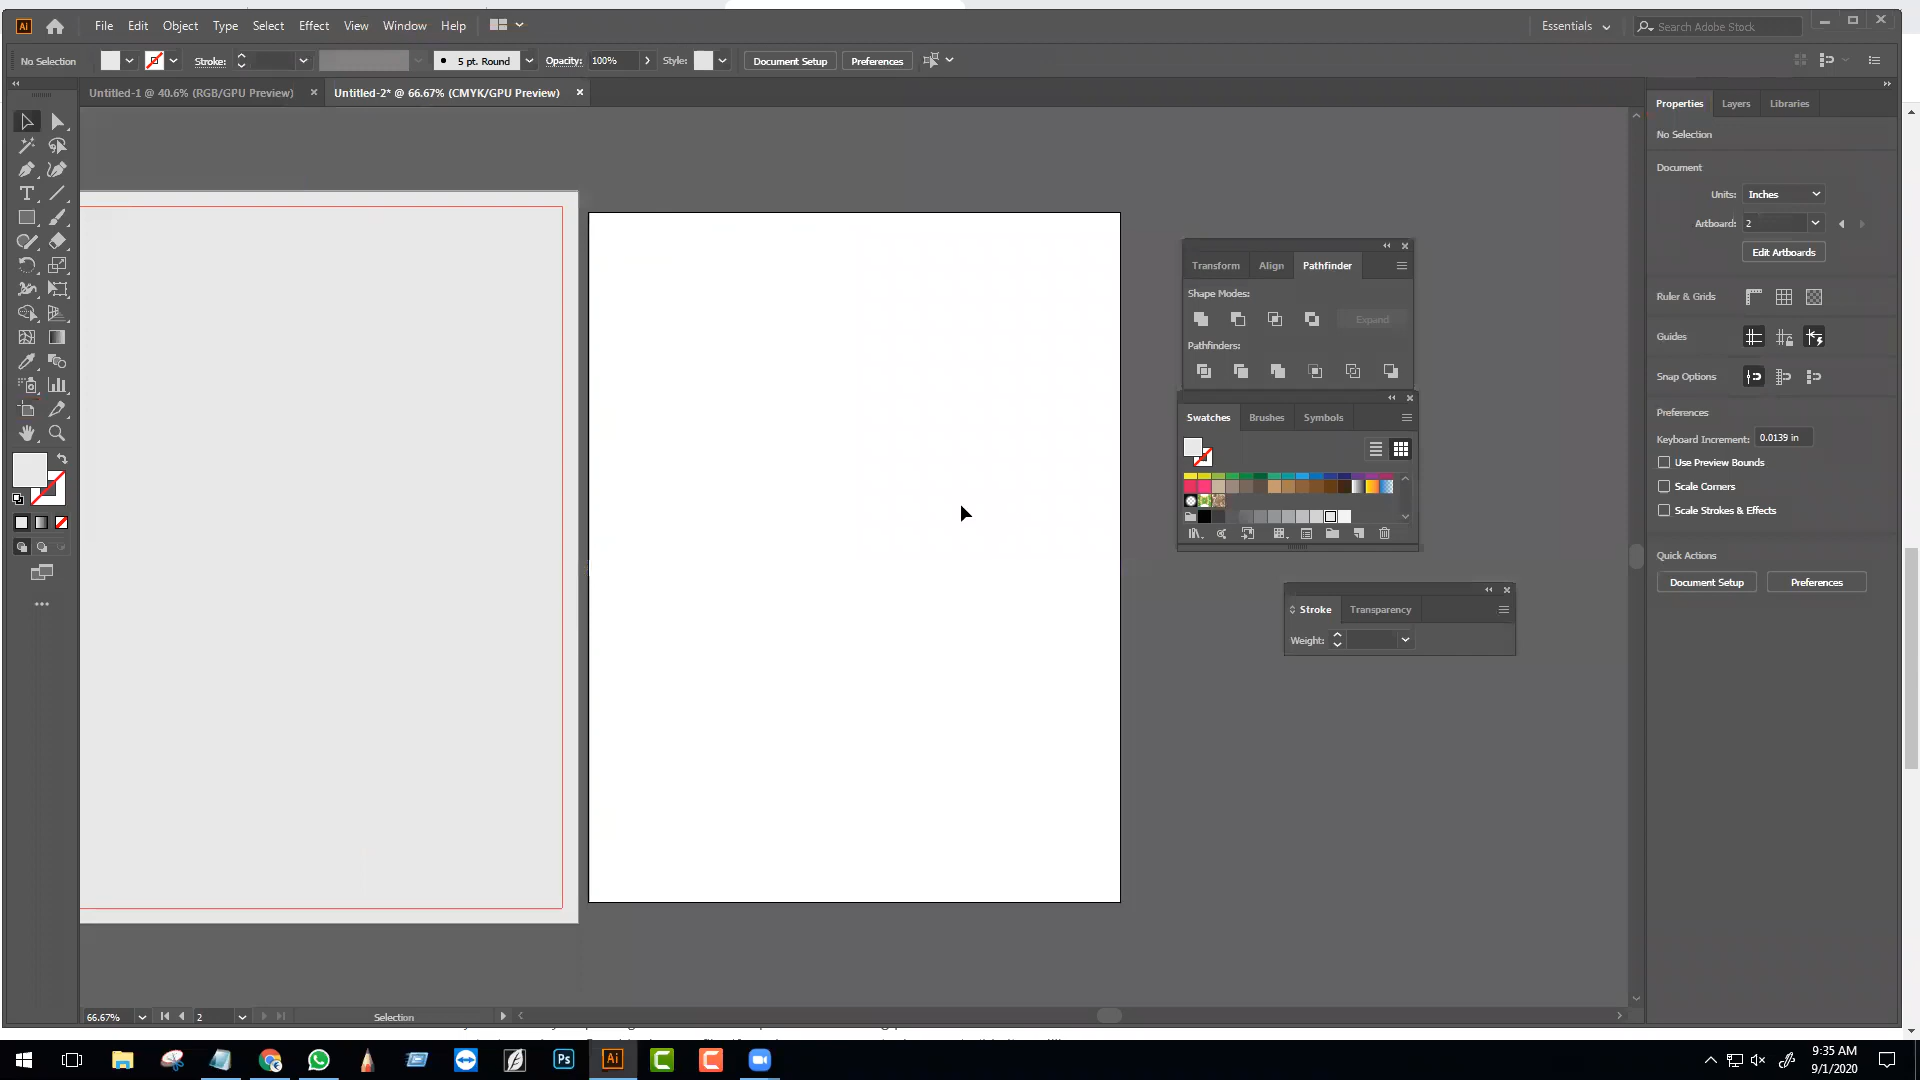 Ai File Edit Object Type Select Effect View Window Help Essentials Search Adobe Stock
No Selection Stroke: 5 pt. Round Opacity: 100% Style: Document Setup Preferences
Untitled-1 @ 40.6% (RGB/GPU Preview) Untitled-2* @ 66.67% (CMYK/GPU Preview)
Properties Layers Libraries
No Selection
Document
Units: Inches
Artboard: 2
Edit Artboards
Ruler & Grids
Guides
Snap Options
Preferences
Keyboard Increment: 0.0139 in
Use Preview Bounds
Scale Corners
Scale Strokes & Effects
Quick Actions
Document Setup Preferences
Transform Align Pathfinder
Shape Modes:
Expand
Pathfinders:
Swatches Brushes Symbols
Stroke Transparency
Weight:
66.67% 2 Selection
Ps Ai
9:35 AM
9/1/2020